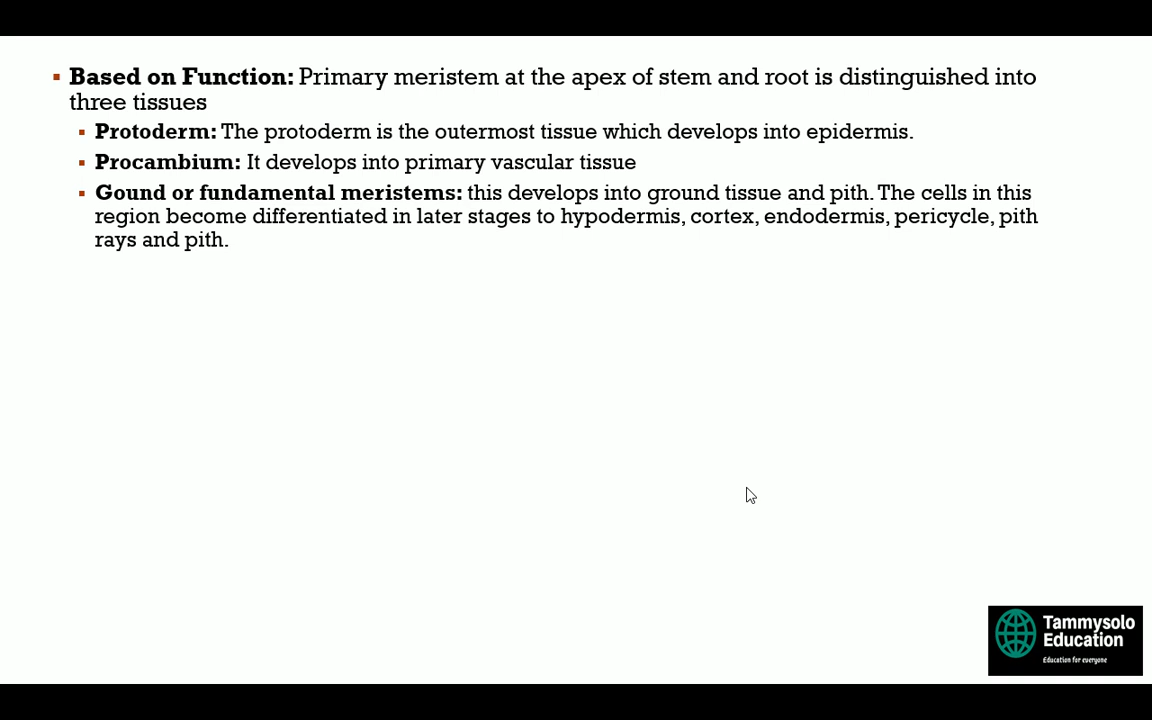 Based on Function: Primary meristem at the apex of stem and root is distinguished into
three tissues
Protoderm: The protoderm is the outermost tissue which develops into epidermis.
Procambium: It develops into primary vascular tissue
Gound or fundamental meristems: this develops into ground tissue and pith. The cells in this
region become differentiated in later stages to hypodermis, cortex, endodermis, pericycle, pith
rays and pith.
Tammysolo
Education
Education for everyone